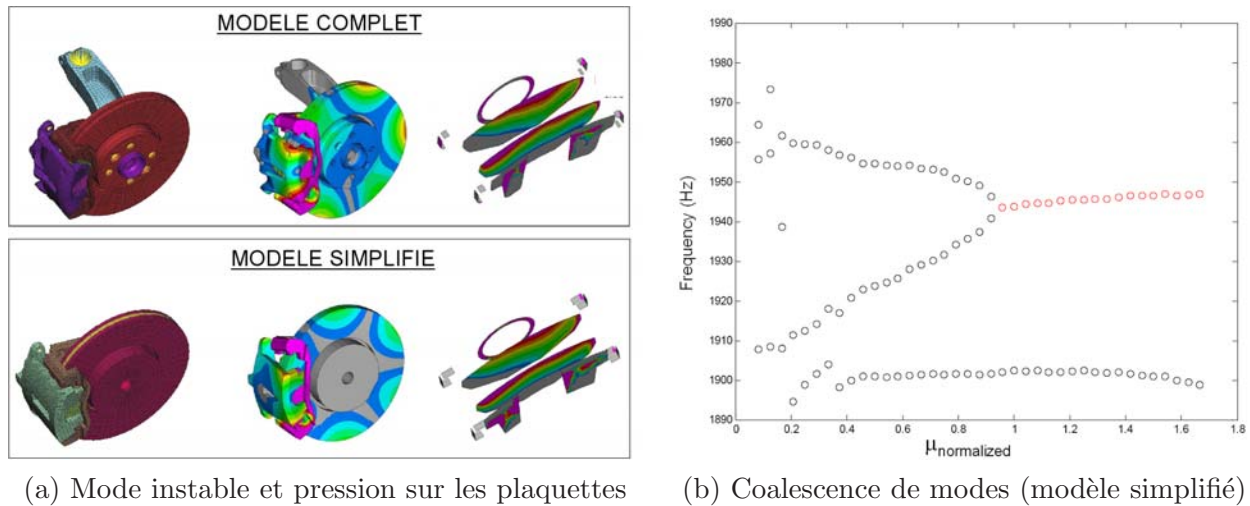 MODELE COMPLET
MODELE SIMPLIFIE
1990
1980
1970
1960
1950
1940
1930
1920
1910
1900
1890
Frequency (Hz)
0 0.2 0.4 0.6 0.8 1 1.2 1.4 1.6 1.8
μnormalized
(a) Mode instable et pression sur les plaquettes
(b) Coalescence de modes (modèle simplifié)